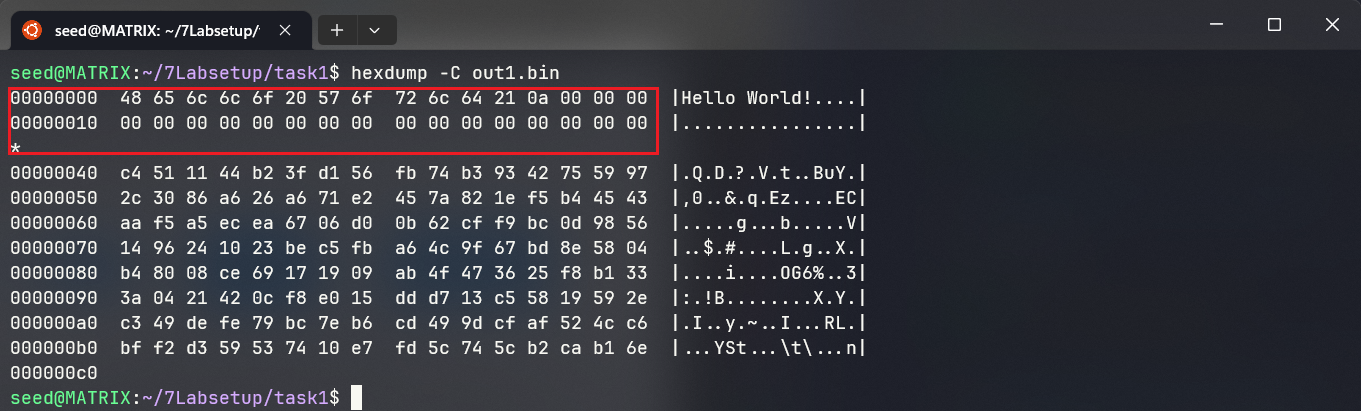 seed@MATRIX: ~/7Labsetup/
seed@MATRIX:~/7Labsetup/task1$ hexdump -C out1.bin
00000000  48 65 6c 6c 6f 20 57 6f  72 6c 64 21 0a 00 00 00  |Hello World!....|
00000010  00 00 00 00 00 00 00 00  00 00 00 00 00 00 00 00  |................|
*
00000040  c4 51 11 44 b2 3f d1 56  fb 74 b3 93 42 75 59 97  |.Q.D.?.V.t..BuY.|
00000050  2c 30 86 a6 26 a6 71 e2  45 7a 82 1e f5 b4 45 43  |,0..&.q.Ez....EC|
00000060  aa f5 a5 ec ea 67 06 d0  0b 62 cf f9 bc 0d 98 56  |.....g...b.....V|
00000070  14 96 24 10 23 be c5 fb  a6 4c 9f 67 bd 8e 58 04  |..$.#....L.g..X.|
00000080  b4 80 08 ce 69 17 19 09  ab 4f 47 36 25 f8 b1 33  |....i....OG6%..3|
00000090  3a 04 21 42 0c f8 e0 15  dd d7 13 c5 58 19 59 2e  |:.!B........X.Y.|
000000a0  c3 49 de fe 79 bc 7e b6  cd 49 9d cf af 52 4c c6  |.I..y.~..I...RL.|
000000b0  bf f2 d3 59 53 74 10 e7  fd 5c 74 5c b2 ca b1 6e  |...YSt...\t\...n|
000000c0
seed@MATRIX:~/7Labsetup/task1$